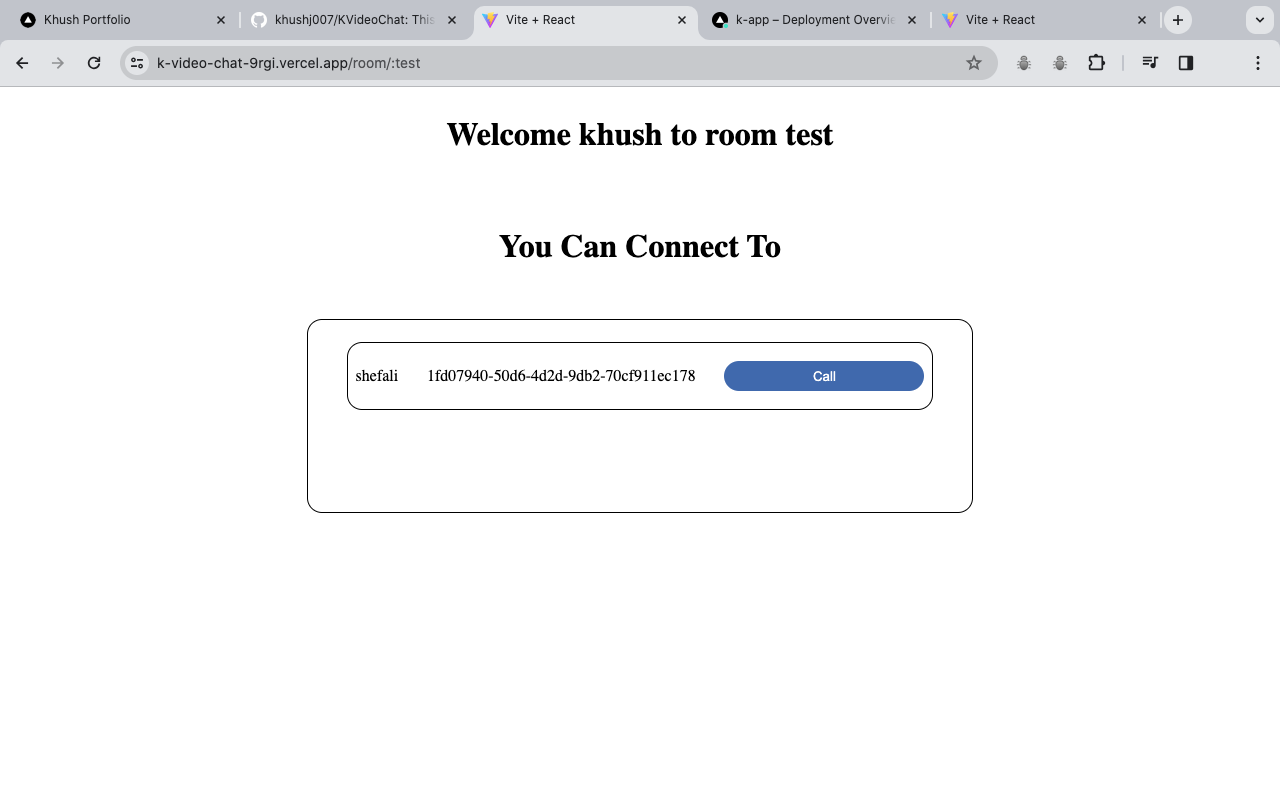 Khush Portfolio
khushj007/KVideoChat: This
Vite + React
k-app – Deployment Overvie
Vite + React
k-video-chat-9rgi.vercel.app/room/:test
Welcome khush to room test
You Can Connect To
shefali 1fd07940-50d6-4d2d-9db2-70cf911ec178 Call